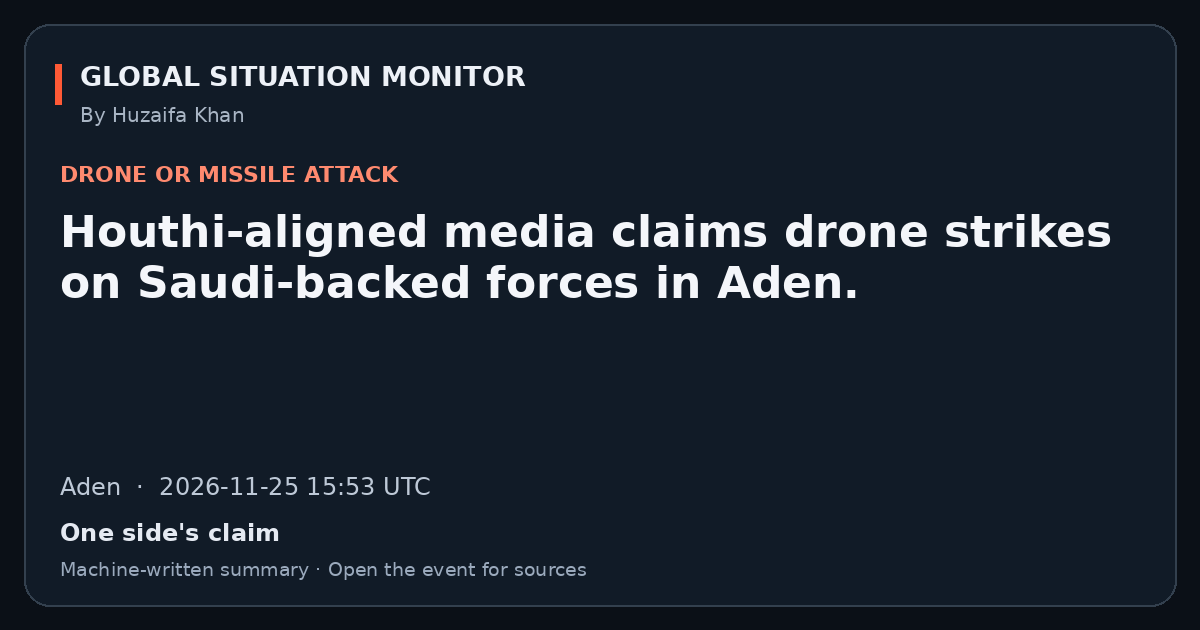 GLOBAL SITUATION MONITOR
By Huzaifa Khan
DRONE OR MISSILE ATTACK
Houthi-aligned media claims drone strikes
on Saudi-backed forces in Aden.
Aden · 2026-11-25 15:53 UTC
One side's claim
Machine-written summary · Open the event for sources